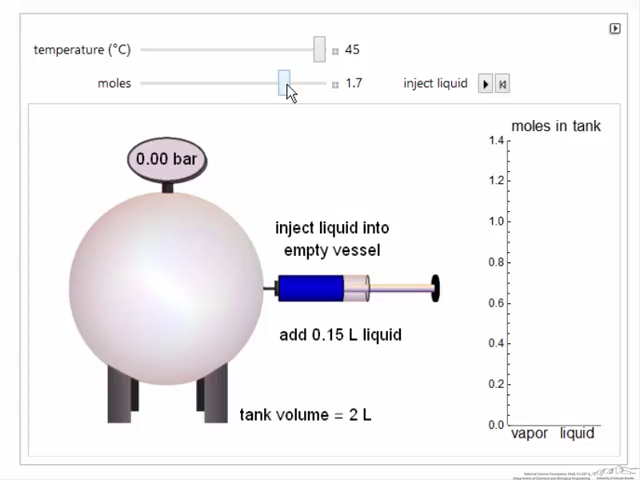 temperature (°C) 45
moles 1.7 inject liquid
moles in tank
1.4
0.00 bar
1.2
inject liquid into
empty vessel
1.0
0.8
0.6
add 0.15 L liquid
0.4
0.2
tank volume = 2 L
0.0
vapor liquid